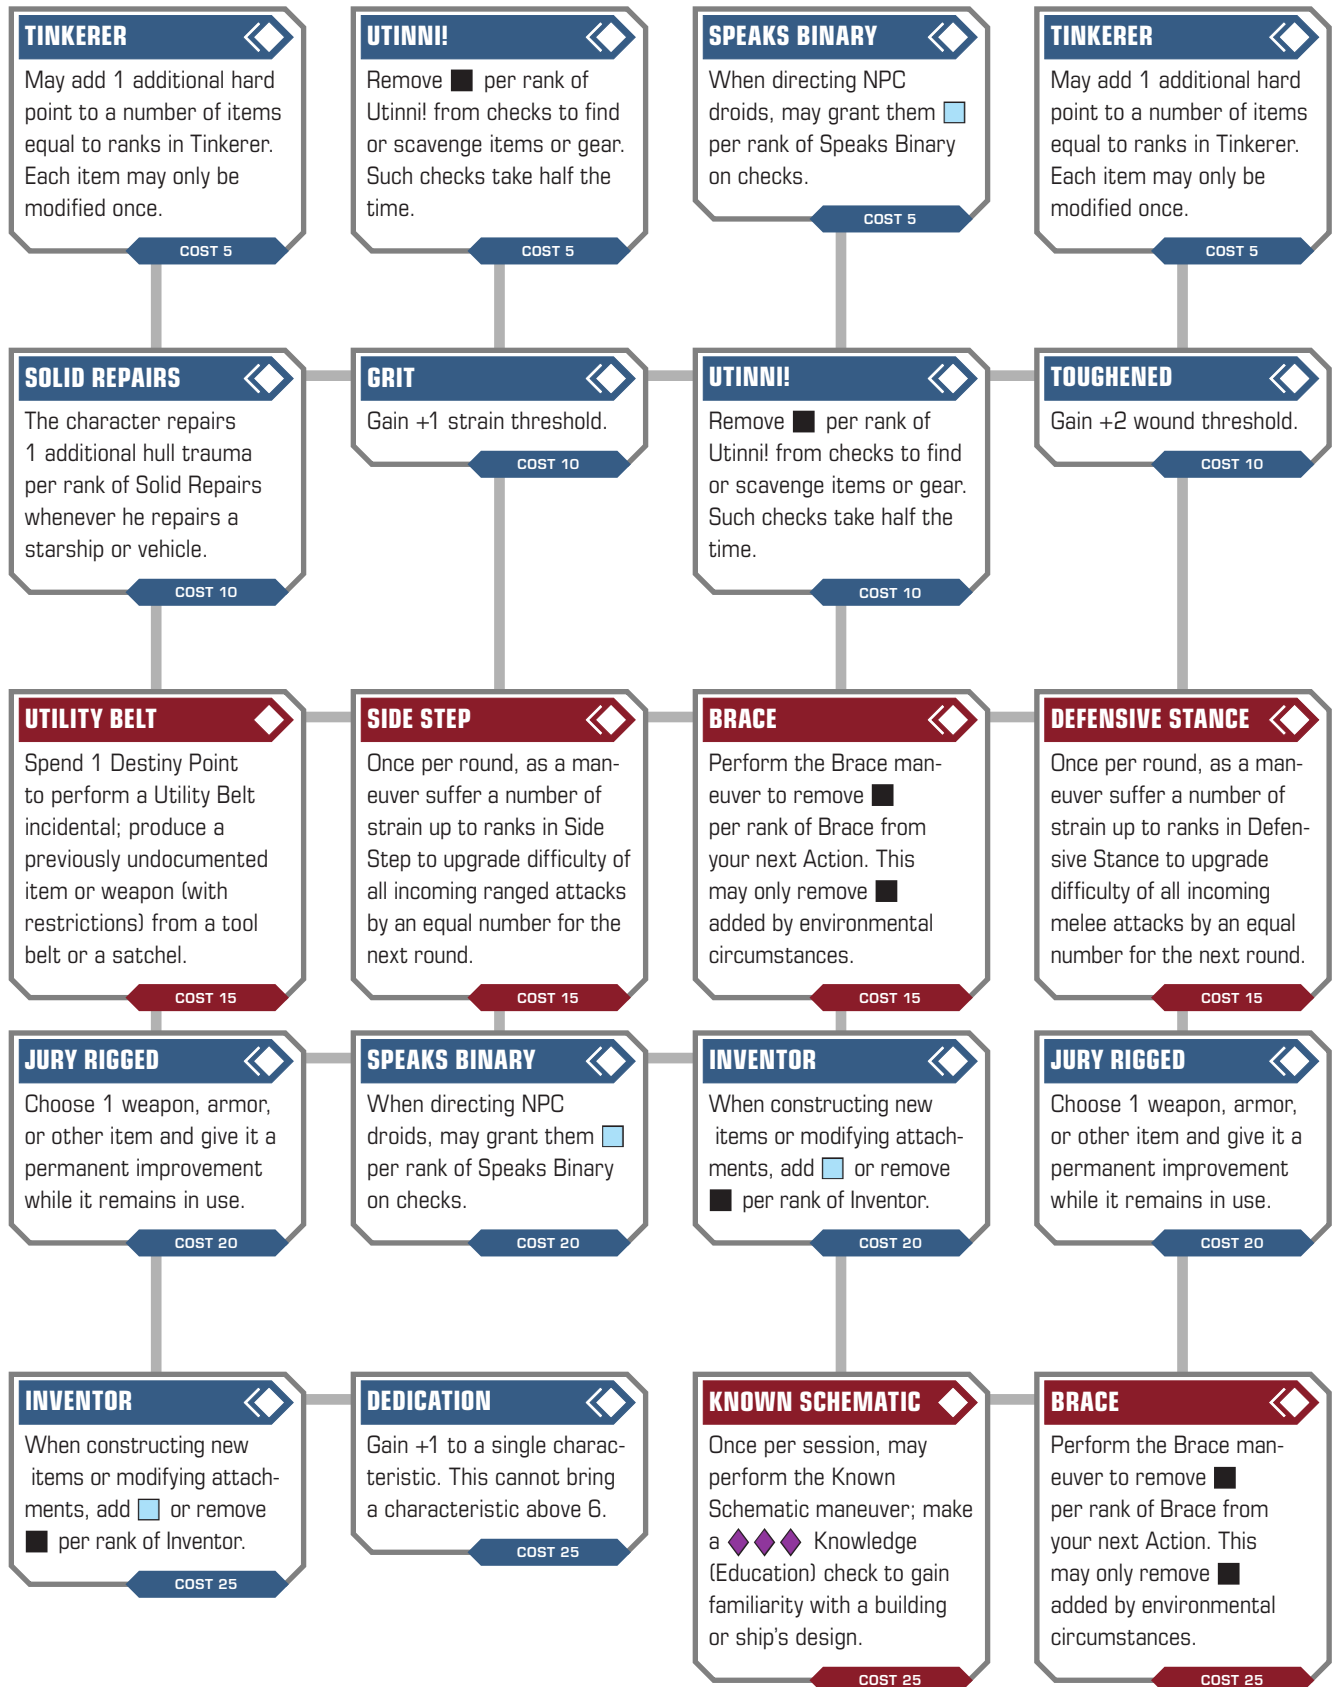 TINKERER
May add 1 additional hard
point to a number of items
equal to ranks in Tinkerer.
Each item may only be
modified once.
COST 5
UTINNI!
Remove per rank of
Utinni! from checks to find
or scavenge items or gear.
Such checks take half the
time.
COST 5
SPEAKS BINARY
When directing NPC
droids, may grant them
per rank of Speaks Binary
on checks.
COST 5
TINKERER
May add 1 additional hard
point to a number of items
equal to ranks in Tinkerer.
Each item may only be
modified once.
COST 5
SOLID REPAIRS
The character repairs
1 additional hull trauma
per rank of Solid Repairs
whenever he repairs a
starship or vehicle.
COST 10
GRIT
Gain +1 strain threshold.
COST 10
UTINNI!
Remove per rank of
Utinni! from checks to find
or scavenge items or gear.
Such checks take half the
time.
COST 10
TOUGHENED
Gain +2 wound threshold.
COST 10
UTILITY BELT
Spend 1 Destiny Point
to perform a Utility Belt
incidental; produce a
previously undocumented
item or weapon (with
restrictions) from a tool
belt or a satchel.
COST 15
SIDE STEP
Once per round, as a man-
euver suffer a number of
strain up to ranks in Side
Step to upgrade difficulty of
all incoming ranged attacks
by an equal number for the
next round.
COST 15
BRACE
Perform the Brace man-
euver to remove
per rank of Brace from
your next Action. This
may only remove
added by environmental
circumstances.
COST 15
DEFENSIVE STANCE
Once per round, as a man-
euver suffer a number of
strain up to ranks in Defen-
sive Stance to upgrade
difficulty of all incoming
melee attacks by an equal
number for the next round.
COST 15
JURY RIGGED
Choose 1 weapon, armor,
or other item and give it a
permanent improvement
while it remains in use.
COST 20
SPEAKS BINARY
When directing NPC
droids, may grant them
per rank of Speaks Binary
on checks.
COST 20
INVENTOR
When constructing new
items or modifying attach-
ments, add or remove
per rank of Inventor.
COST 20
JURY RIGGED
Choose 1 weapon, armor,
or other item and give it a
permanent improvement
while it remains in use.
COST 20
INVENTOR
When constructing new
items or modifying attach-
ments, add or remove
per rank of Inventor.
COST 25
DEDICATION
Gain +1 to a single charac-
teristic. This cannot bring
a characteristic above 6.
COST 25
KNOWN SCHEMATIC
Once per session, may
perform the Known
Schematic maneuver; make
a Knowledge
(Education) check to gain
familiarity with a building
or ship's design.
COST 25
BRACE
Perform the Brace man-
euver to remove
per rank of Brace from
your next Action. This
may only remove
added by environmental
circumstances.
COST 25